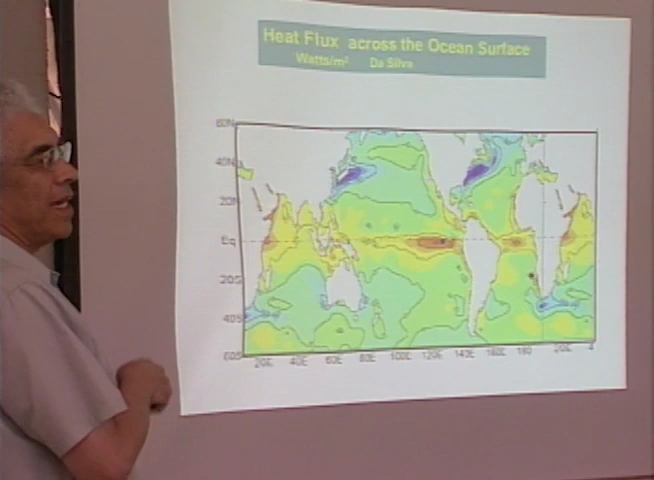 Heat Flux across the Ocean Surface
Watts/m² Da Silva
60N
40N
20N
Eq
20S
40S
60S
20E 40E 60E 80E 100E 120E 140E 160E 180 20E